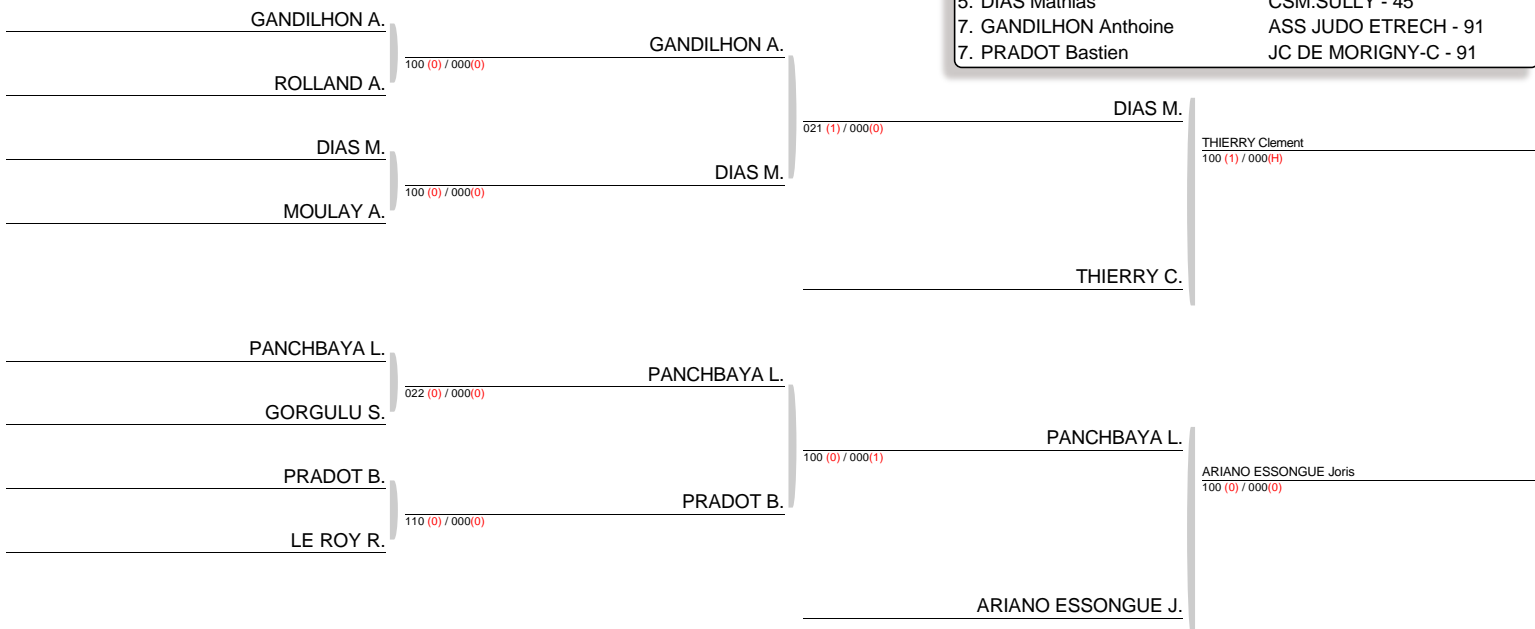 5. DIAS Mathias CSM.SULLY - 45
7. GANDILHON Anthoine ASS JUDO ETRECH - 91
7. PRADOT Bastien JC DE MORIGNY-C - 91
GANDILHON A.
ROLLAND A.
DIAS M.
MOULAY A.
PANCHBAYA L.
GORGULU S.
PRADOT B.
LE ROY R.
GANDILHON A.
100 (0) / 000(0)
DIAS M.
100 (0) / 000(0)
PANCHBAYA L.
022 (0) / 000(0)
PRADOT B.
110 (0) / 000(0)
DIAS M.
021 (1) / 000(0)
THIERRY C.
PANCHBAYA L.
100 (0) / 000(1)
ARIANO ESSONGUE J.
THIERRY Clement
100 (1) / 000(H)
ARIANO ESSONGUE Joris
100 (0) / 000(0)